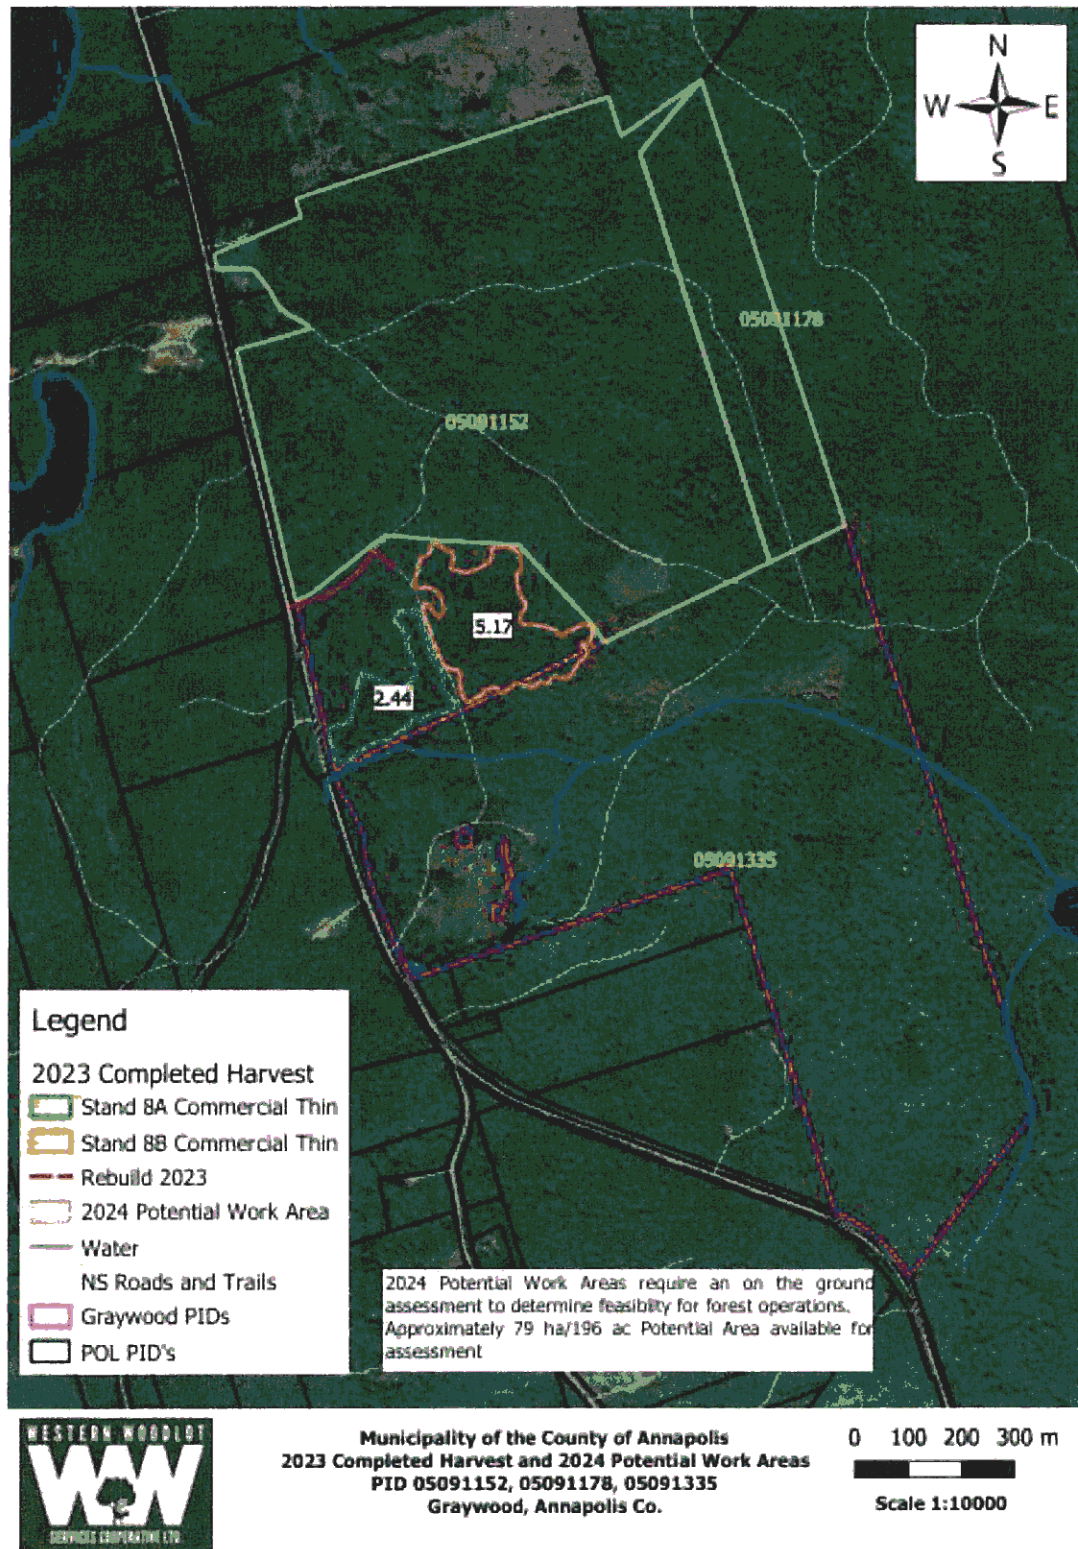 N
W E
S
05091178
05091152
5.17
2.44
05091335
Legend
2023 Completed Harvest
Stand 8A Commercial Thin
Stand 8B Commercial Thin
Rebuild 2023
2024 Potential Work Area
Water
NS Roads and Trails
Graywood PIDs
POL PID's
2024 Potential Work Areas require an on the ground
assessment to determine feasiblity for forest operations.
Approximately 79 ha/196 ac Potential Area available for
assessment
WESTERN WOODLOT
WW
SERVICES COOPERATIVE LTD
Municipality of the County of Annapolis
2023 Completed Harvest and 2024 Potential Work Areas
PID 05091152, 05091178, 05091335
Graywood, Annapolis Co.
0 100 200 300 m
Scale 1:10000